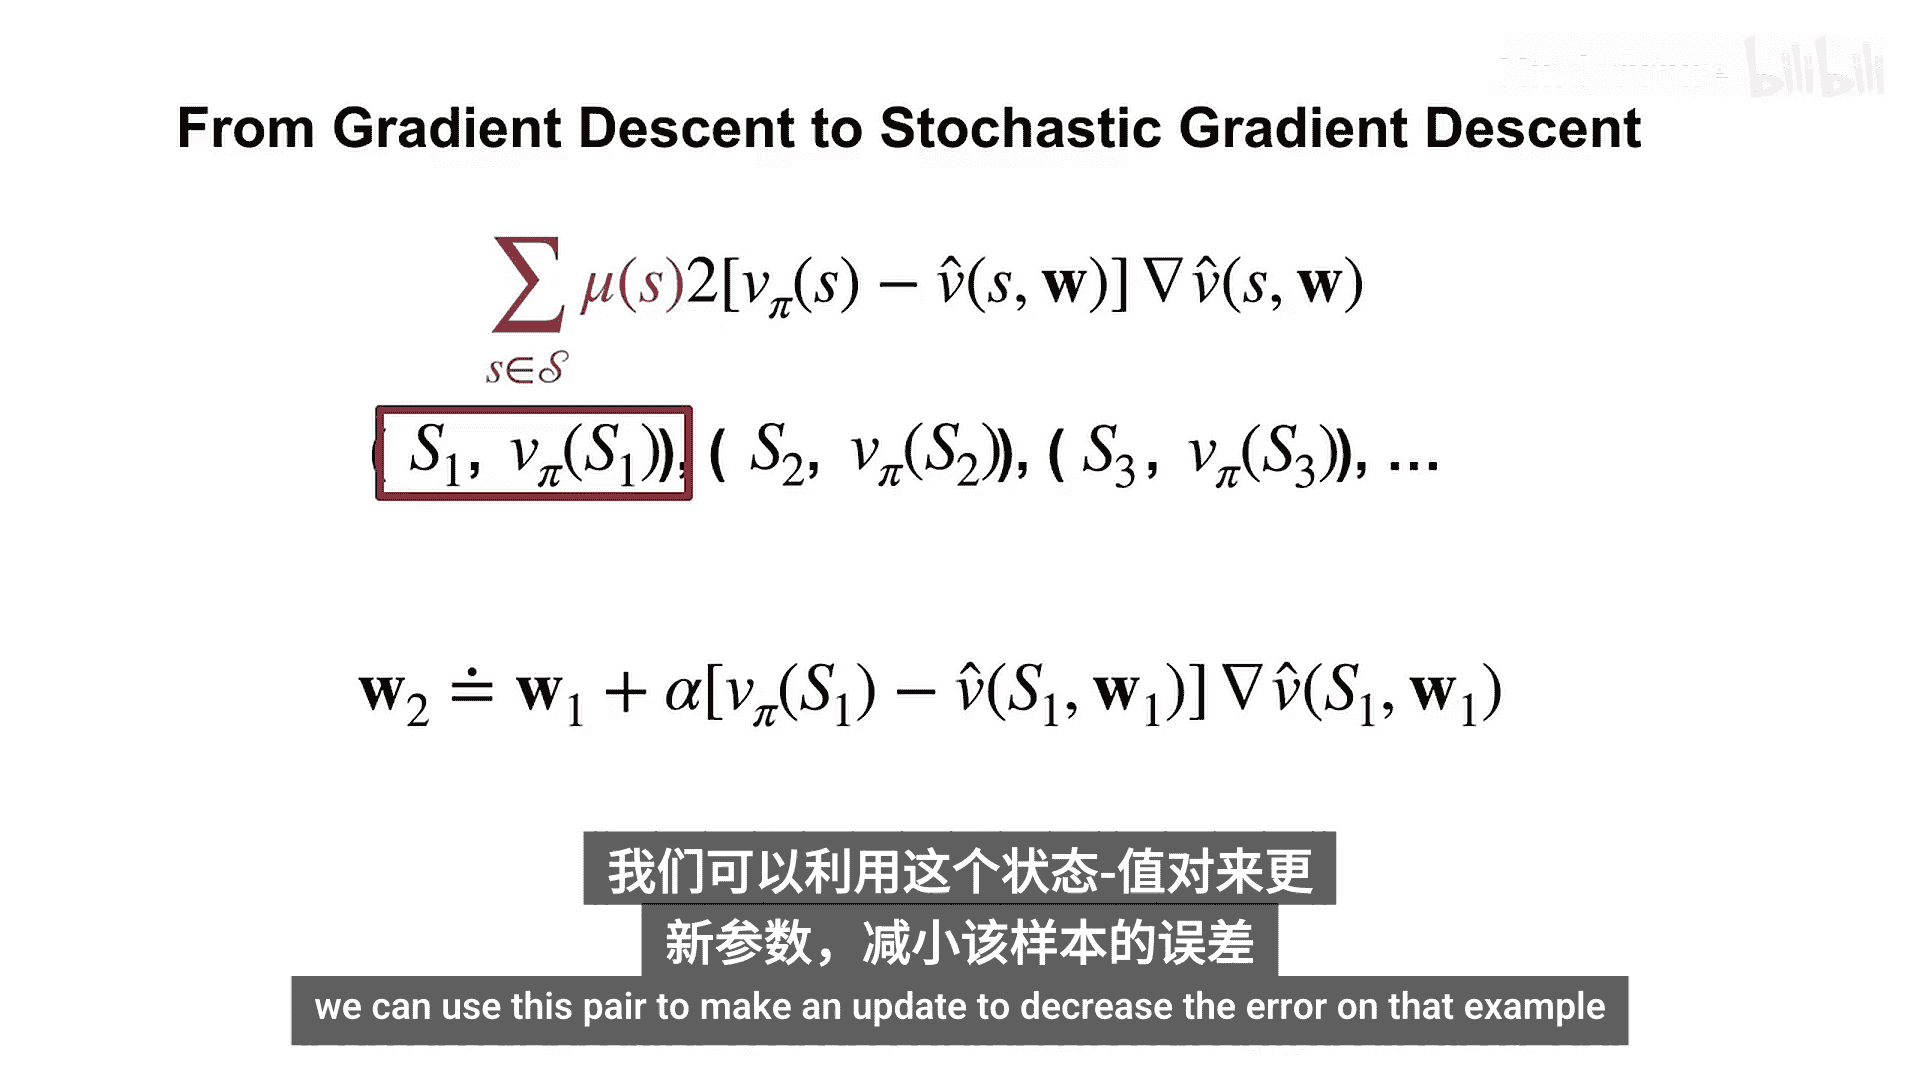 bilibili
From Gradient Descent to Stochastic Gradient Descent
∑_{s∈𝒮} μ(s)2[v_π(s) − v̂(s, 𝐰)] ∇v̂(s, 𝐰)
( S₁, v_π(S₁)), ( S₂, v_π(S₂)), ( S₃, v_π(S₃)), ...
𝐰₂ ≐ 𝐰₁ + α[v_π(S₁) − v̂(S₁, 𝐰₁)] ∇v̂(S₁, 𝐰₁)
我们可以利用这个状态-值对来更
新参数，减小该样本的误差
we can use this pair to make an update to decrease the error on that example